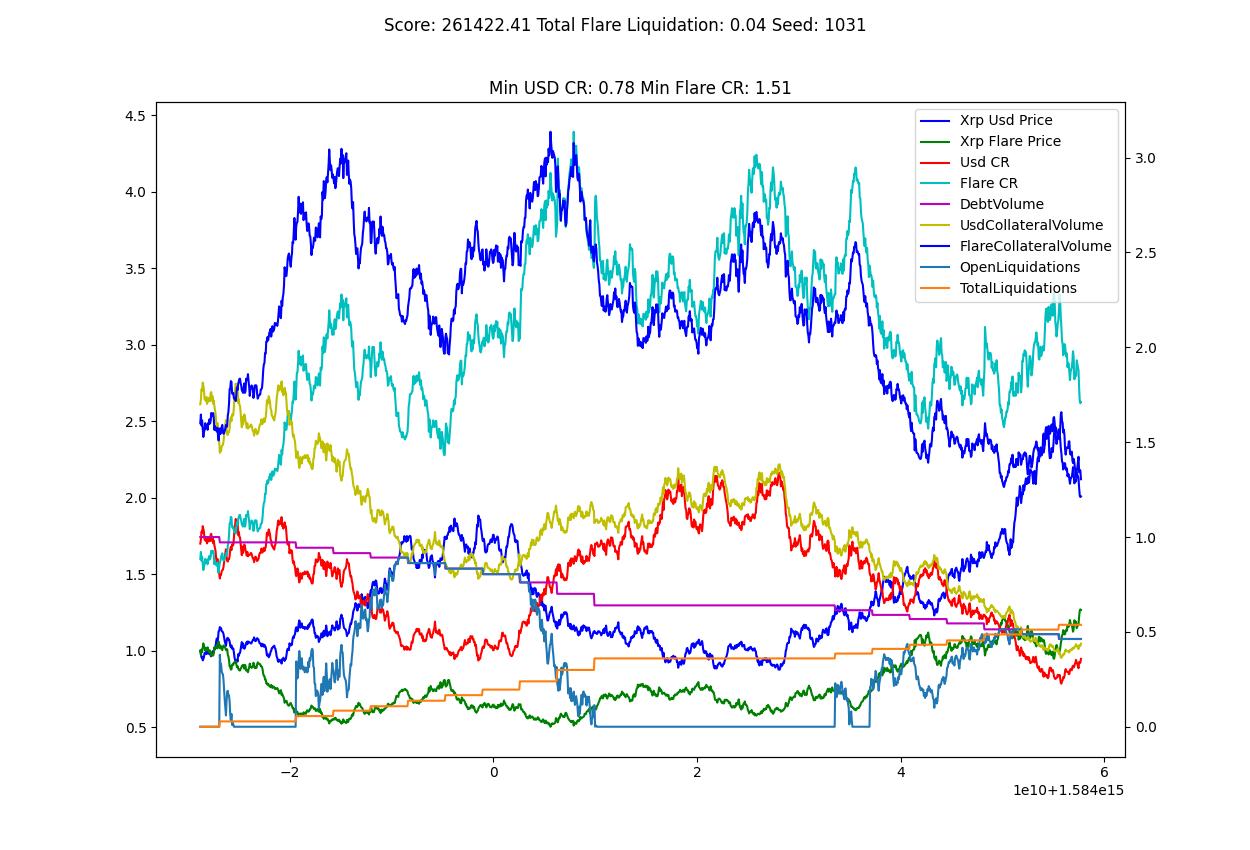 Score: 261422.41 Total Flare Liquidation: 0.04 Seed: 1031
Min USD CR: 0.78 Min Flare CR: 1.51
4.5
4.0
3.5
3.0
2.5
2.0
1.5
1.0
0.5
Xrp Usd Price
Xrp Flare Price
Usd CR
Flare CR
DebtVolume
UsdCollateralVolume
FlareCollateralVolume
OpenLiquidations
TotalLiquidations
3.0
2.5
2.0
1.5
1.0
0.5
0.0
−2 0 2 4 6
1e10+1.584e15